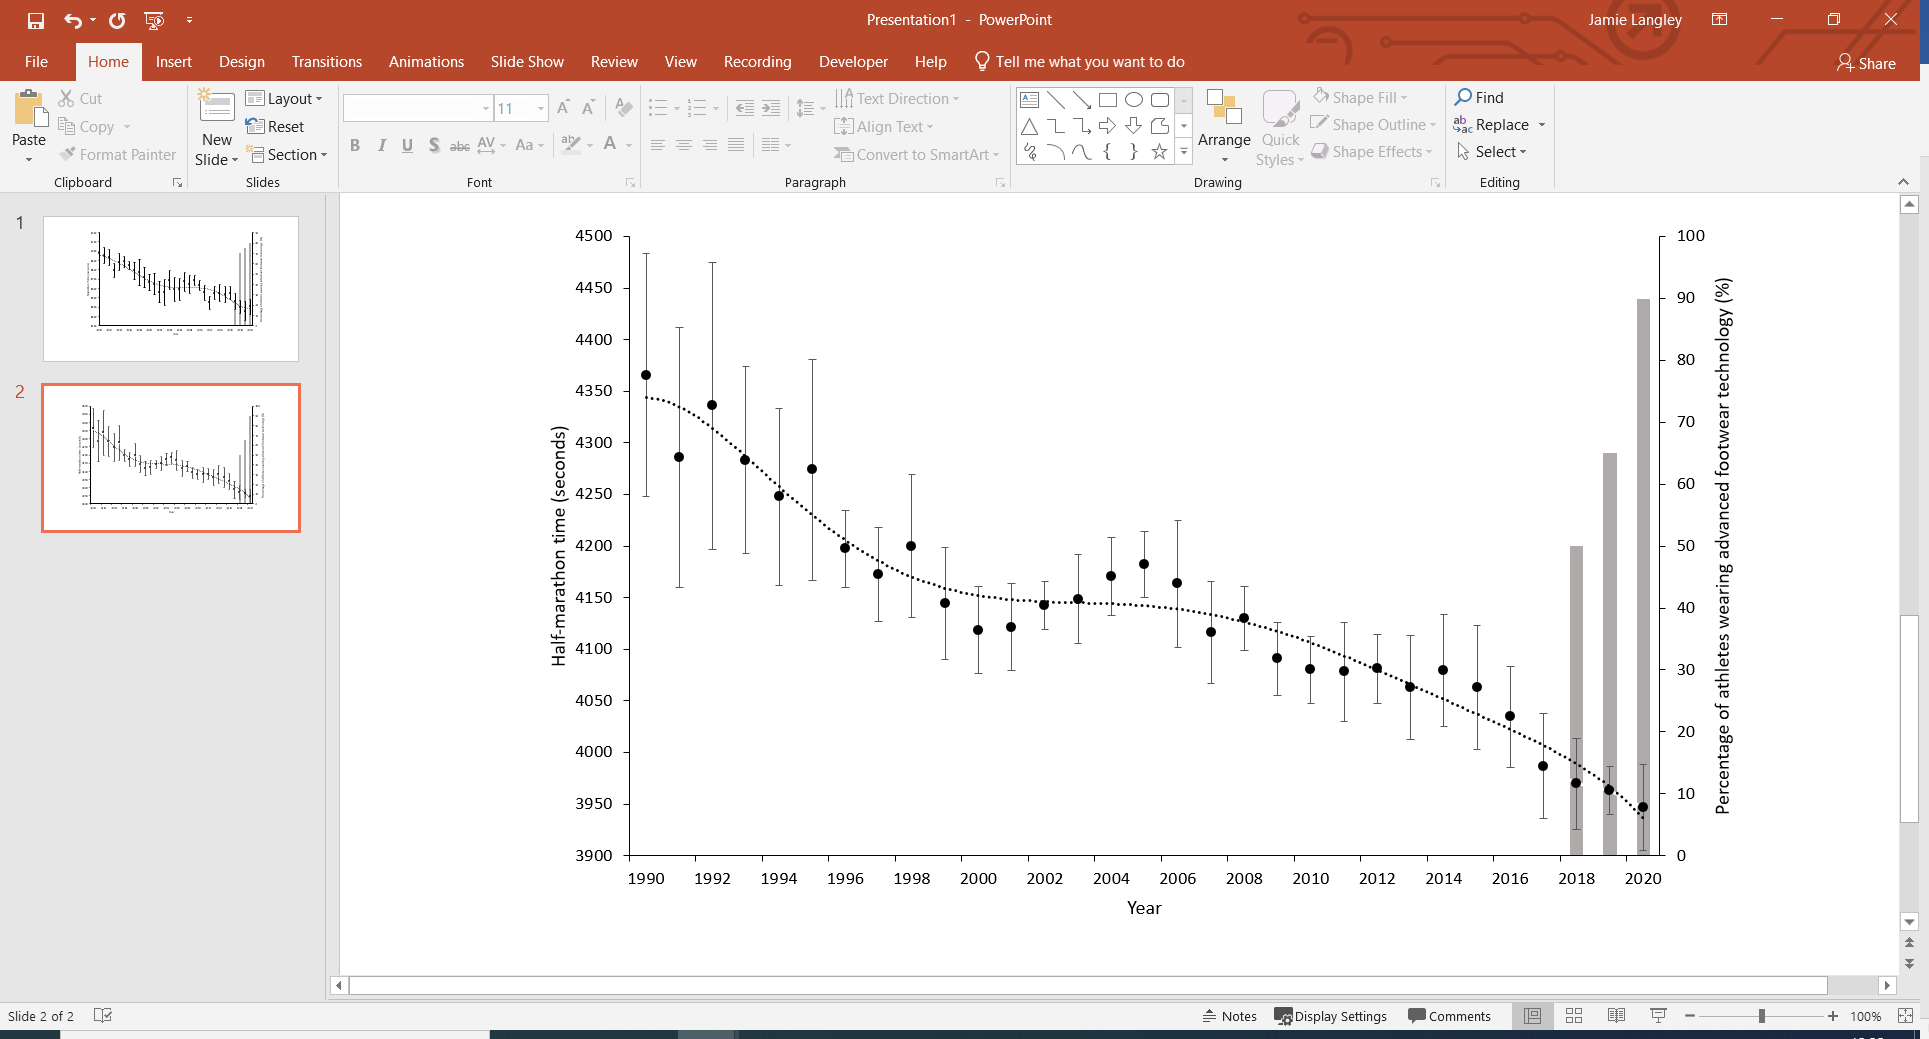 Presentation1 - PowerPoint
Jamie Langley
File Home Insert Design Transitions Animations Slide Show Review View Recording Developer Help Tell me what you want to do
Share
Paste
Cut
Copy
Format Painter
Clipboard
New
Slide
Layout
Reset
Section
Slides
11
B I U S abc AV Aa A
Font
Text Direction
Align Text
Convert to SmartArt
Paragraph
Arrange
Quick
Styles
Shape Fill
Shape Outline
Shape Effects
Drawing
Find
Replace
Select
Editing
1
2
Half-marathon time (seconds)
4500
4450
4400
4350
4300
4250
4200
4150
4100
4050
4000
3950
3900
1990 1992 1994 1996 1998 2000 2002 2004 2006 2008 2010 2012 2014 2016 2018 2020
Year
100
90
80
70
60
50
40
30
20
10
0
Percentage of athletes wearing advanced footwear technology (%)
Slide 2 of 2
Notes Display Settings Comments
100%